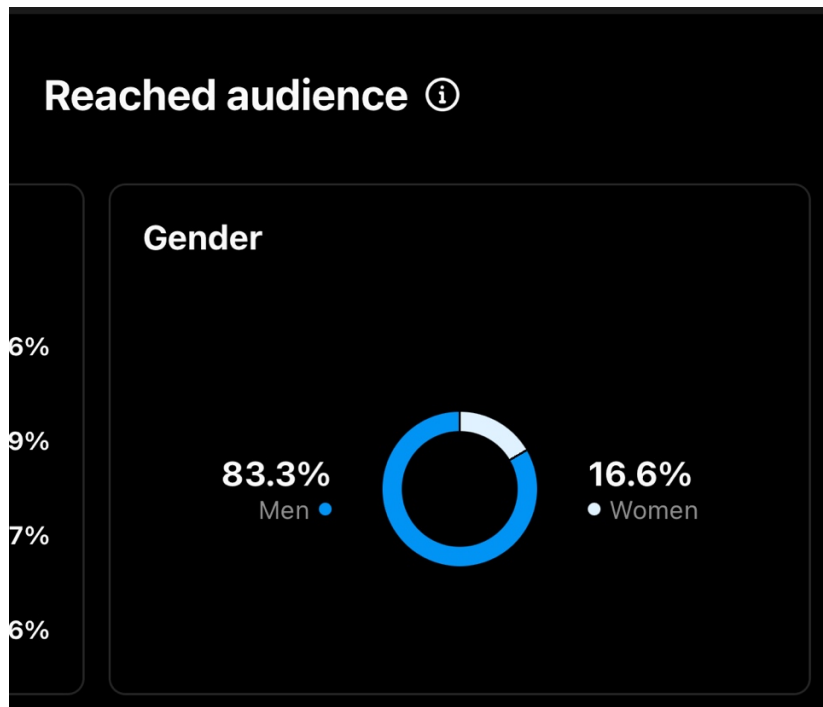 Reached audience
Gender
6%
9%
7%
6%
83.3%
Men
16.6%
Women